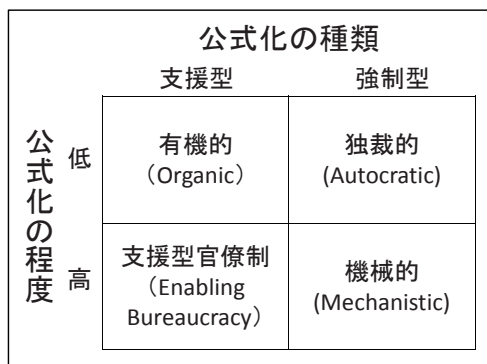 公式化の種類
支援型 強制型
公式化の程度
低
有機的
（Organic）
独裁的
(Autocratic)
高
支援型官僚制
（Enabling
Bureaucracy）
機械的
(Mechanistic)